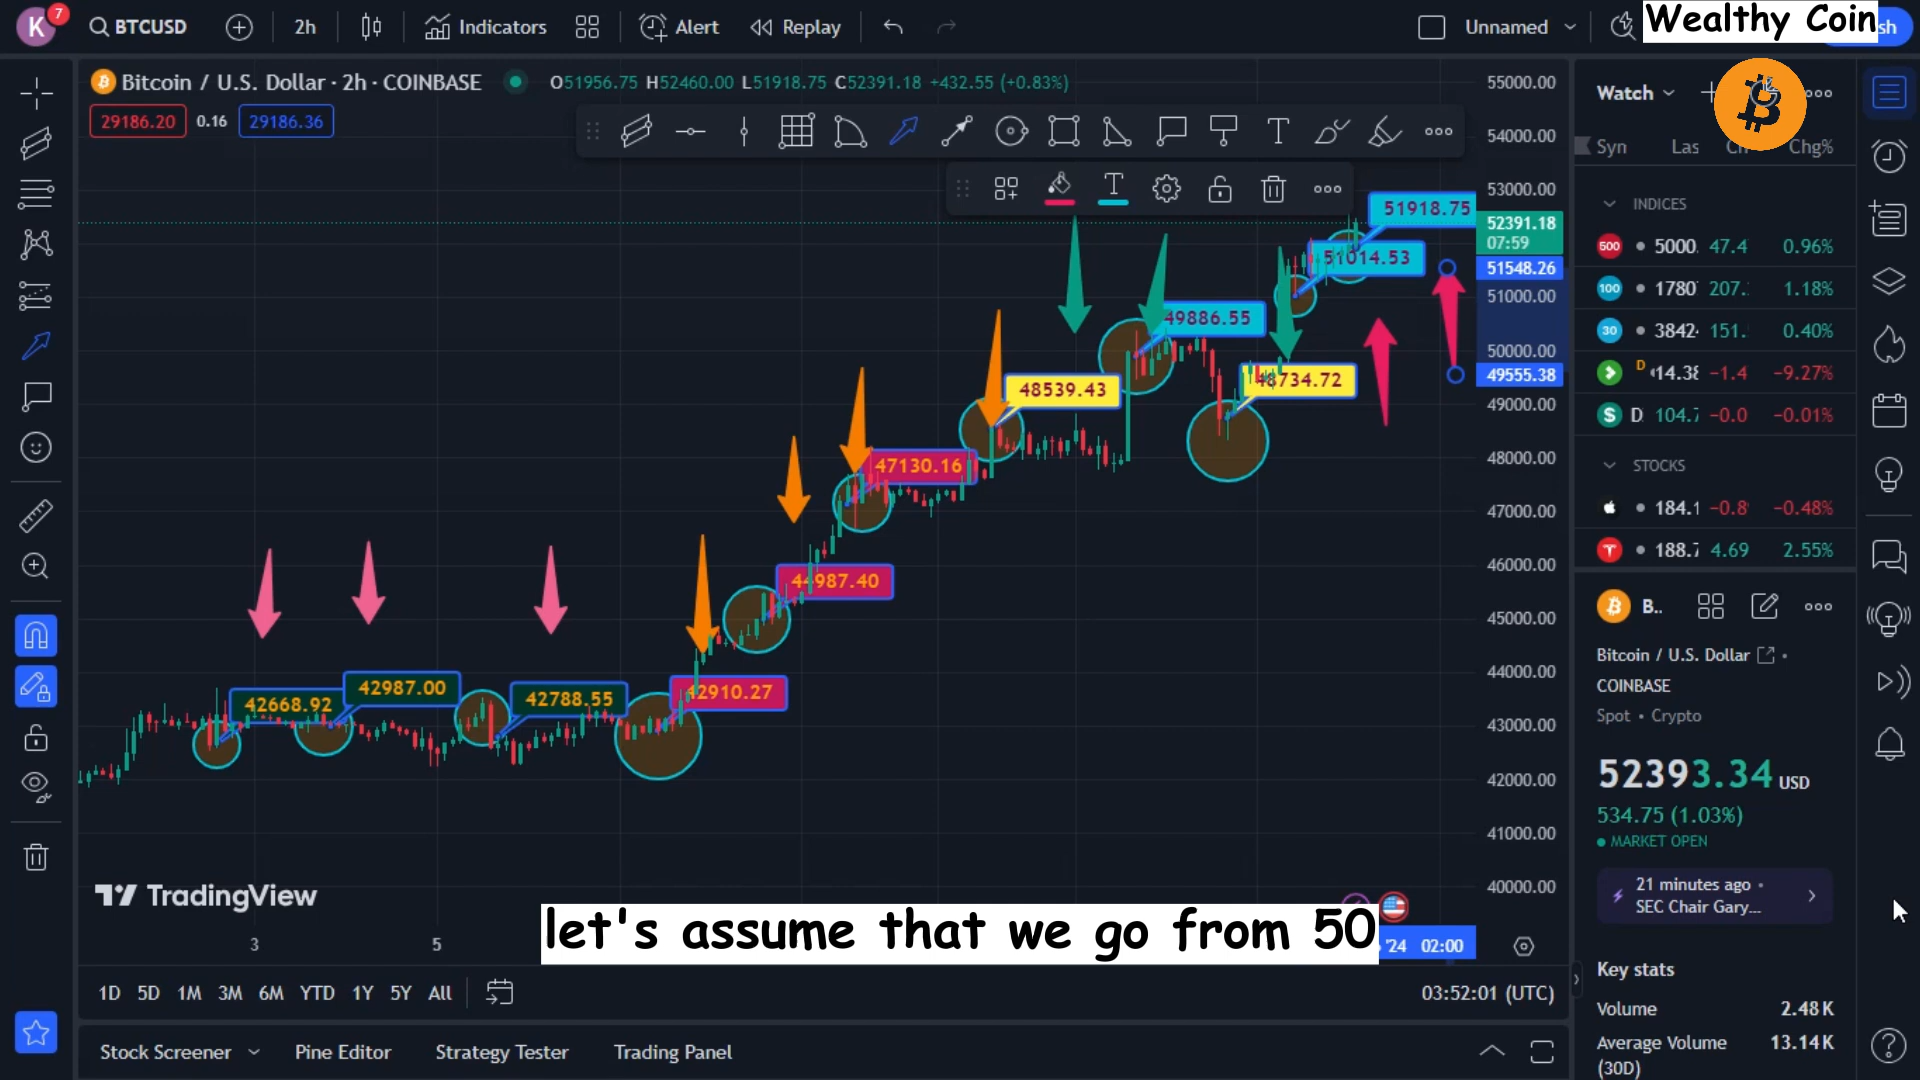 K
7
BTCUSD
2h
Indicators
Alert
Replay
Unnamed
Wealthy Coin
sh
Bitcoin / U.S. Dollar · 2h · COINBASE
O51956.75 H52460.00 L51918.75 C52391.18 +432.55 (+0.83%)
29186.20
0.16
29186.36
Watch
Syn
Las
Chg%
INDICES
500
5000.
47.4
0.96%
100
1780
207.
1.18%
30
3842
151.
0.40%
D
14.38
−1.4
−9.27%
S
D
104.7
−0.0
−0.01%
STOCKS
184.1
−0.8
−0.48%
T
188.7
4.69
2.55%
55000.00
54000.00
53000.00
52391.18
07:59
51548.26
51000.00
50000.00
49555.38
49000.00
48000.00
47000.00
46000.00
45000.00
44000.00
43000.00
42000.00
41000.00
40000.00
51918.75
51014.53
49886.55
48734.72
48539.43
47130.16
44987.40
42910.27
42788.55
42987.00
42668.92
B..
Bitcoin / U.S. Dollar
COINBASE
Spot • Crypto
52393.34 USD
534.75 (1.03%)
MARKET OPEN
21 minutes ago •
SEC Chair Gary...
Key stats
Volume
2.48K
Average Volume
13.14K
(30D)
TradingView
let's assume that we go from 50
3
5
'24
02:00
1D
5D
1M
3M
6M
YTD
1Y
5Y
All
03:52:01 (UTC)
Stock Screener
Pine Editor
Strategy Tester
Trading Panel